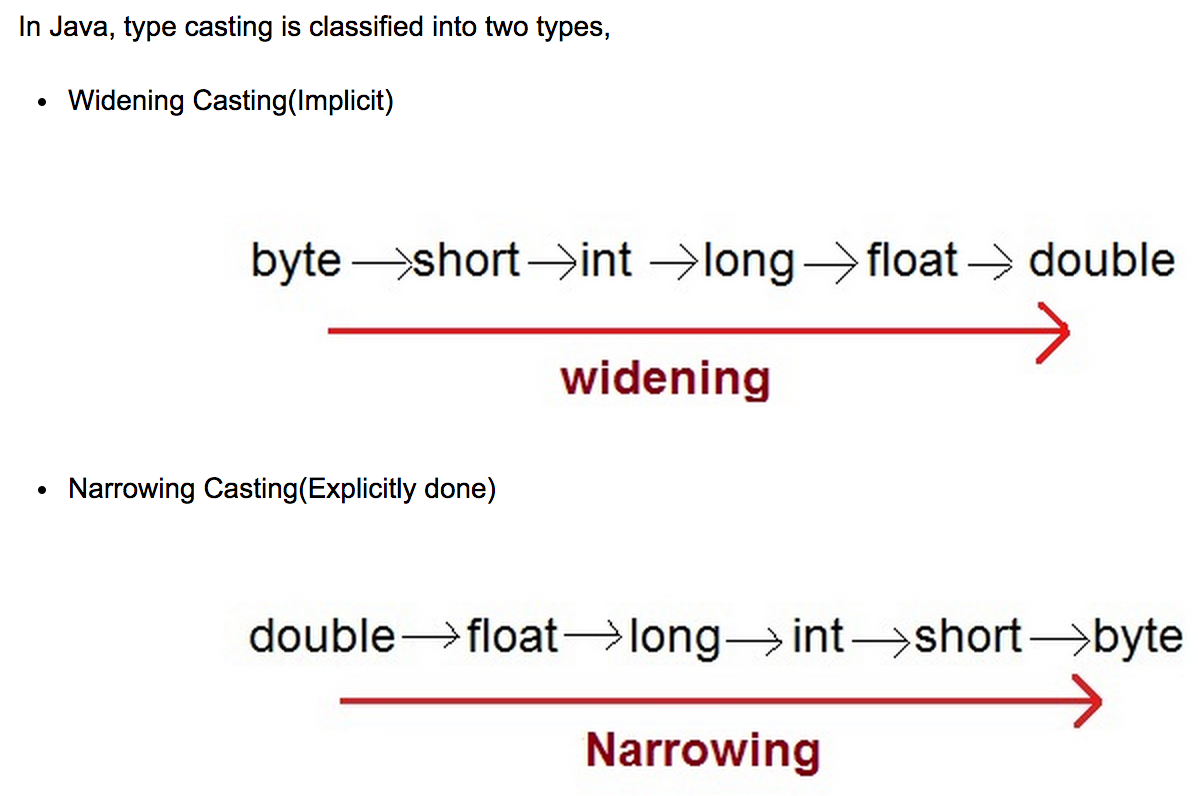 In Java, type casting is classified into two types,
• Widening Casting(Implicit)
byte→short→int→long→float→double
widening
• Narrowing Casting(Explicitly done)
double→float→long→int→short→byte
Narrowing